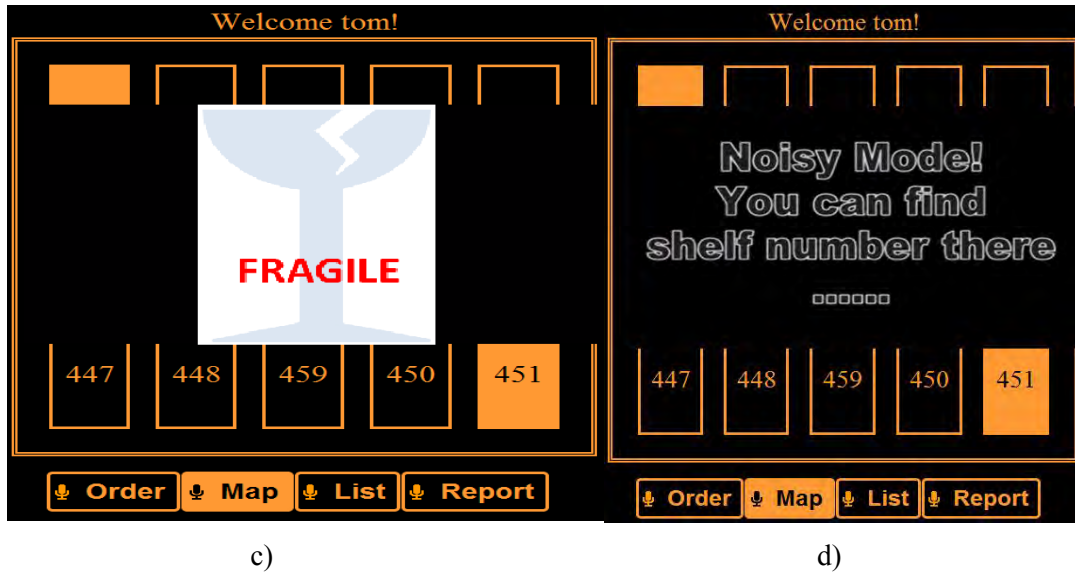 Welcome tom!
FRAGILE
447 448 459 450 451
Order Map List Report
c)
Welcome tom!
Noisy Mode!
You can find
shelf number there
......
447 448 459 450 451
Order Map List Report
d)